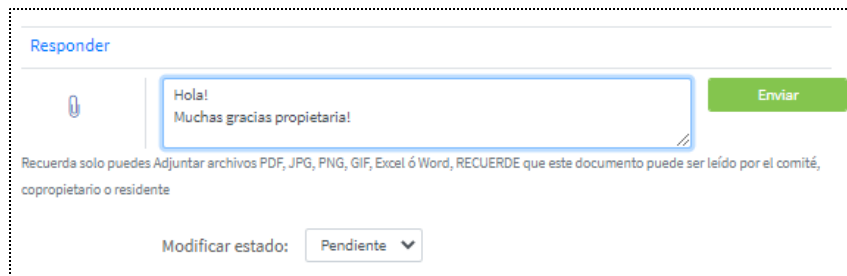 Responder
Hola!
Muchas gracias propietaria!
Enviar
Recuerda solo puedes Adjuntar archivos PDF, JPG, PNG, GIF, Excel ó Word, RECUERDE que este documento puede ser leído por el comité,
copropietario o residente
Modificar estado: Pendiente